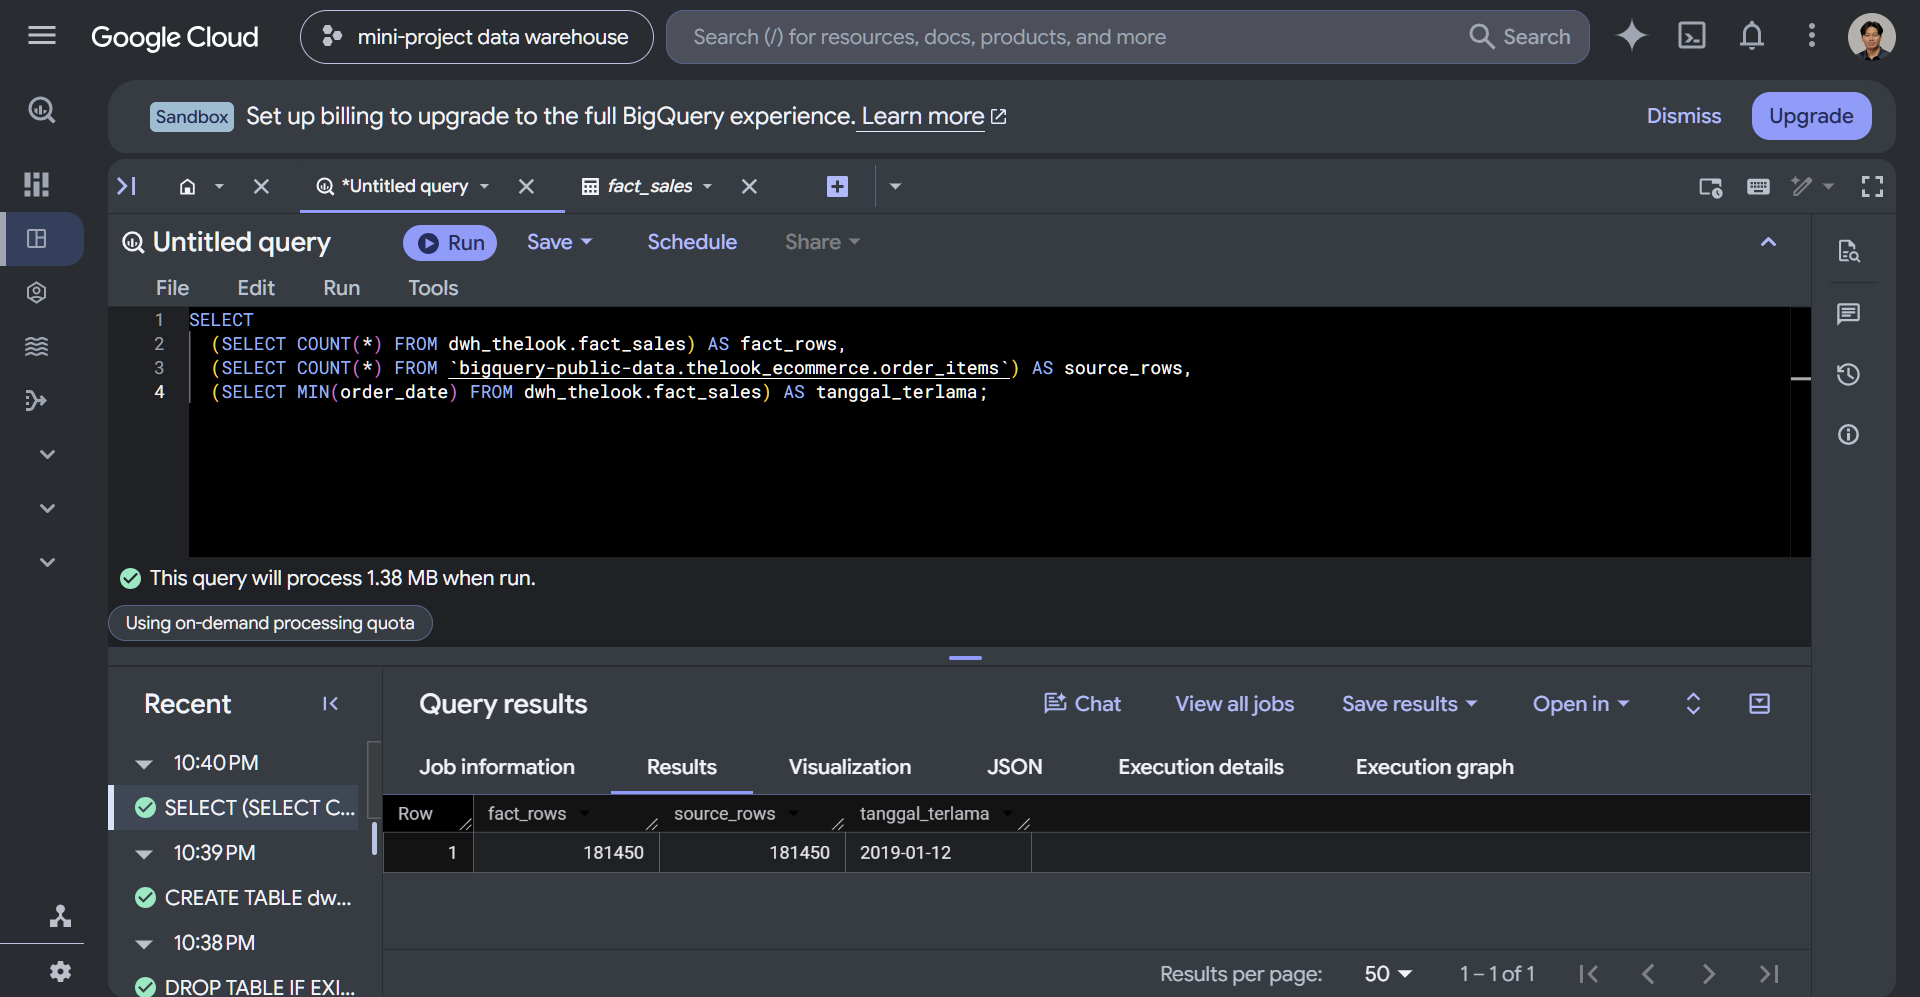 Google Cloud
mini-project data warehouse
Search (/) for resources, docs, products, and more
Search
Sandbox
Set up billing to upgrade to the full BigQuery experience. Learn more
Dismiss
Upgrade
*Untitled query
fact_sales
Untitled query
Run
Save
Schedule
Share
File
Edit
Run
Tools
1 SELECT
2 (SELECT COUNT(*) FROM dwh_thelook.fact_sales) AS fact_rows,
3 (SELECT COUNT(*) FROM `bigquery-public-data.thelook_ecommerce.order_items`) AS source_rows,
4 (SELECT MIN(order_date) FROM dwh_thelook.fact_sales) AS tanggal_terlama;
This query will process 1.38 MB when run.
Using on-demand processing quota
Recent
10:40 PM
SELECT (SELECT C...
10:39 PM
CREATE TABLE dw...
10:38 PM
DROP TABLE IF EXI...
Query results
Chat
View all jobs
Save results
Open in
Job information
Results
Visualization
JSON
Execution details
Execution graph
Row fact_rows source_rows tanggal_terlama
1 181450 181450 2019-01-12
Results per page: 50 1 – 1 of 1